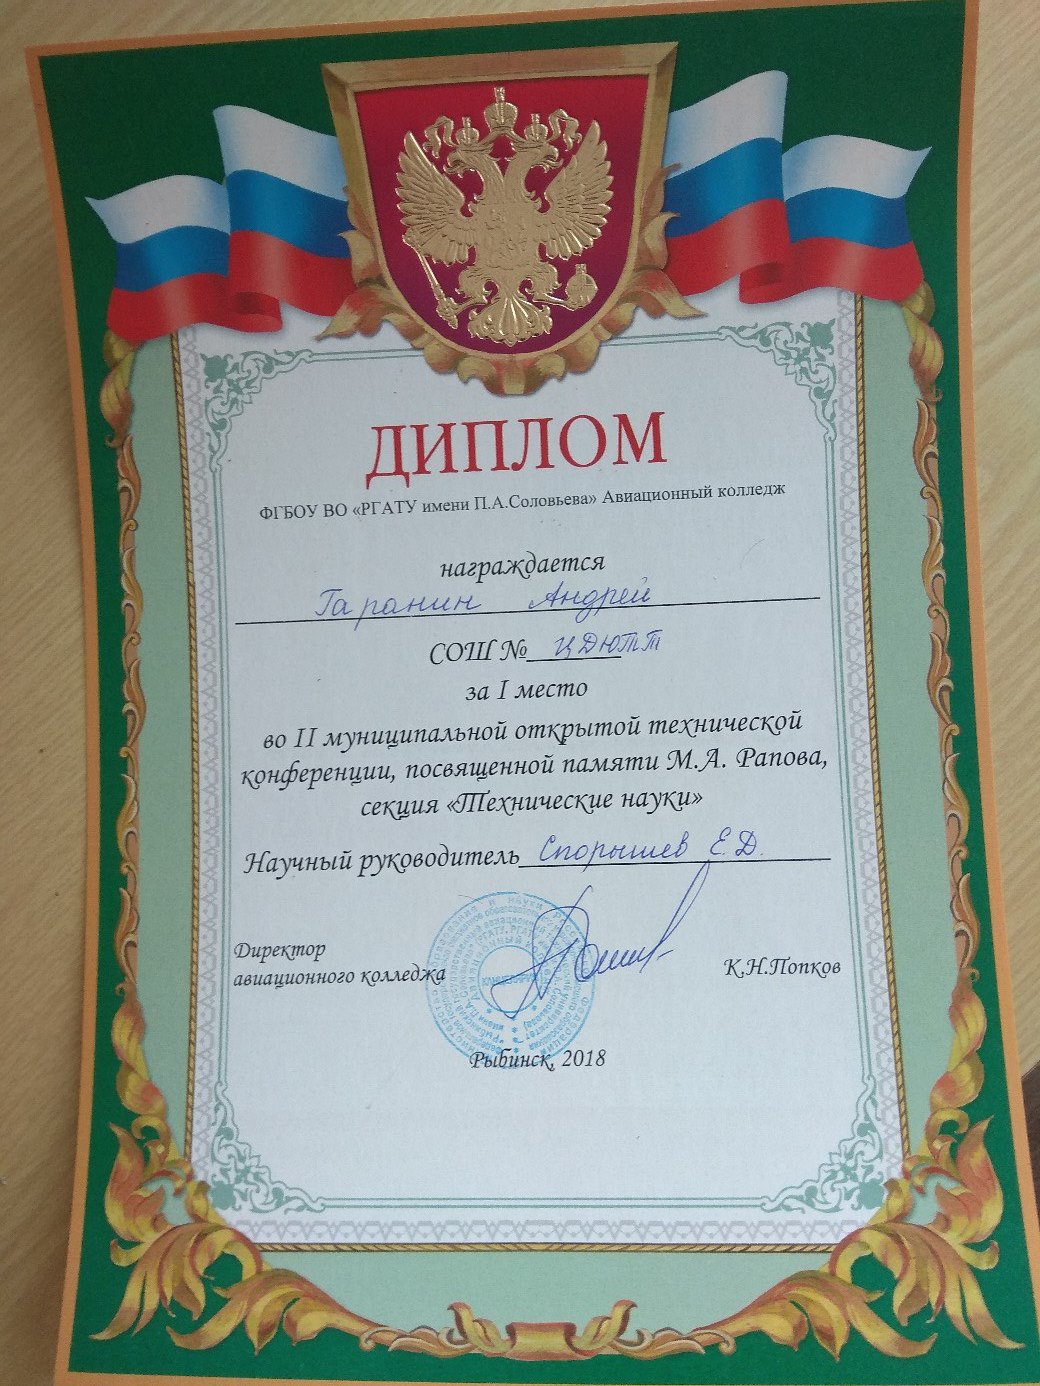 ДИПЛОМ
ФГБОУ ВО «РГАТУ имени П.А.Соловьева» Авиационный колледж
награждается
Гаранин Андрей
СОШ № ЦДЮТТ
за I место
во II муниципальной открытой технической
конференции, посвященной памяти М.А. Рапова,
секция «Технические науки»
Научный руководитель Спорышев Е.Д.
Директор
авиационного колледжа
К.Н.Попков
Рыбинск, 2018